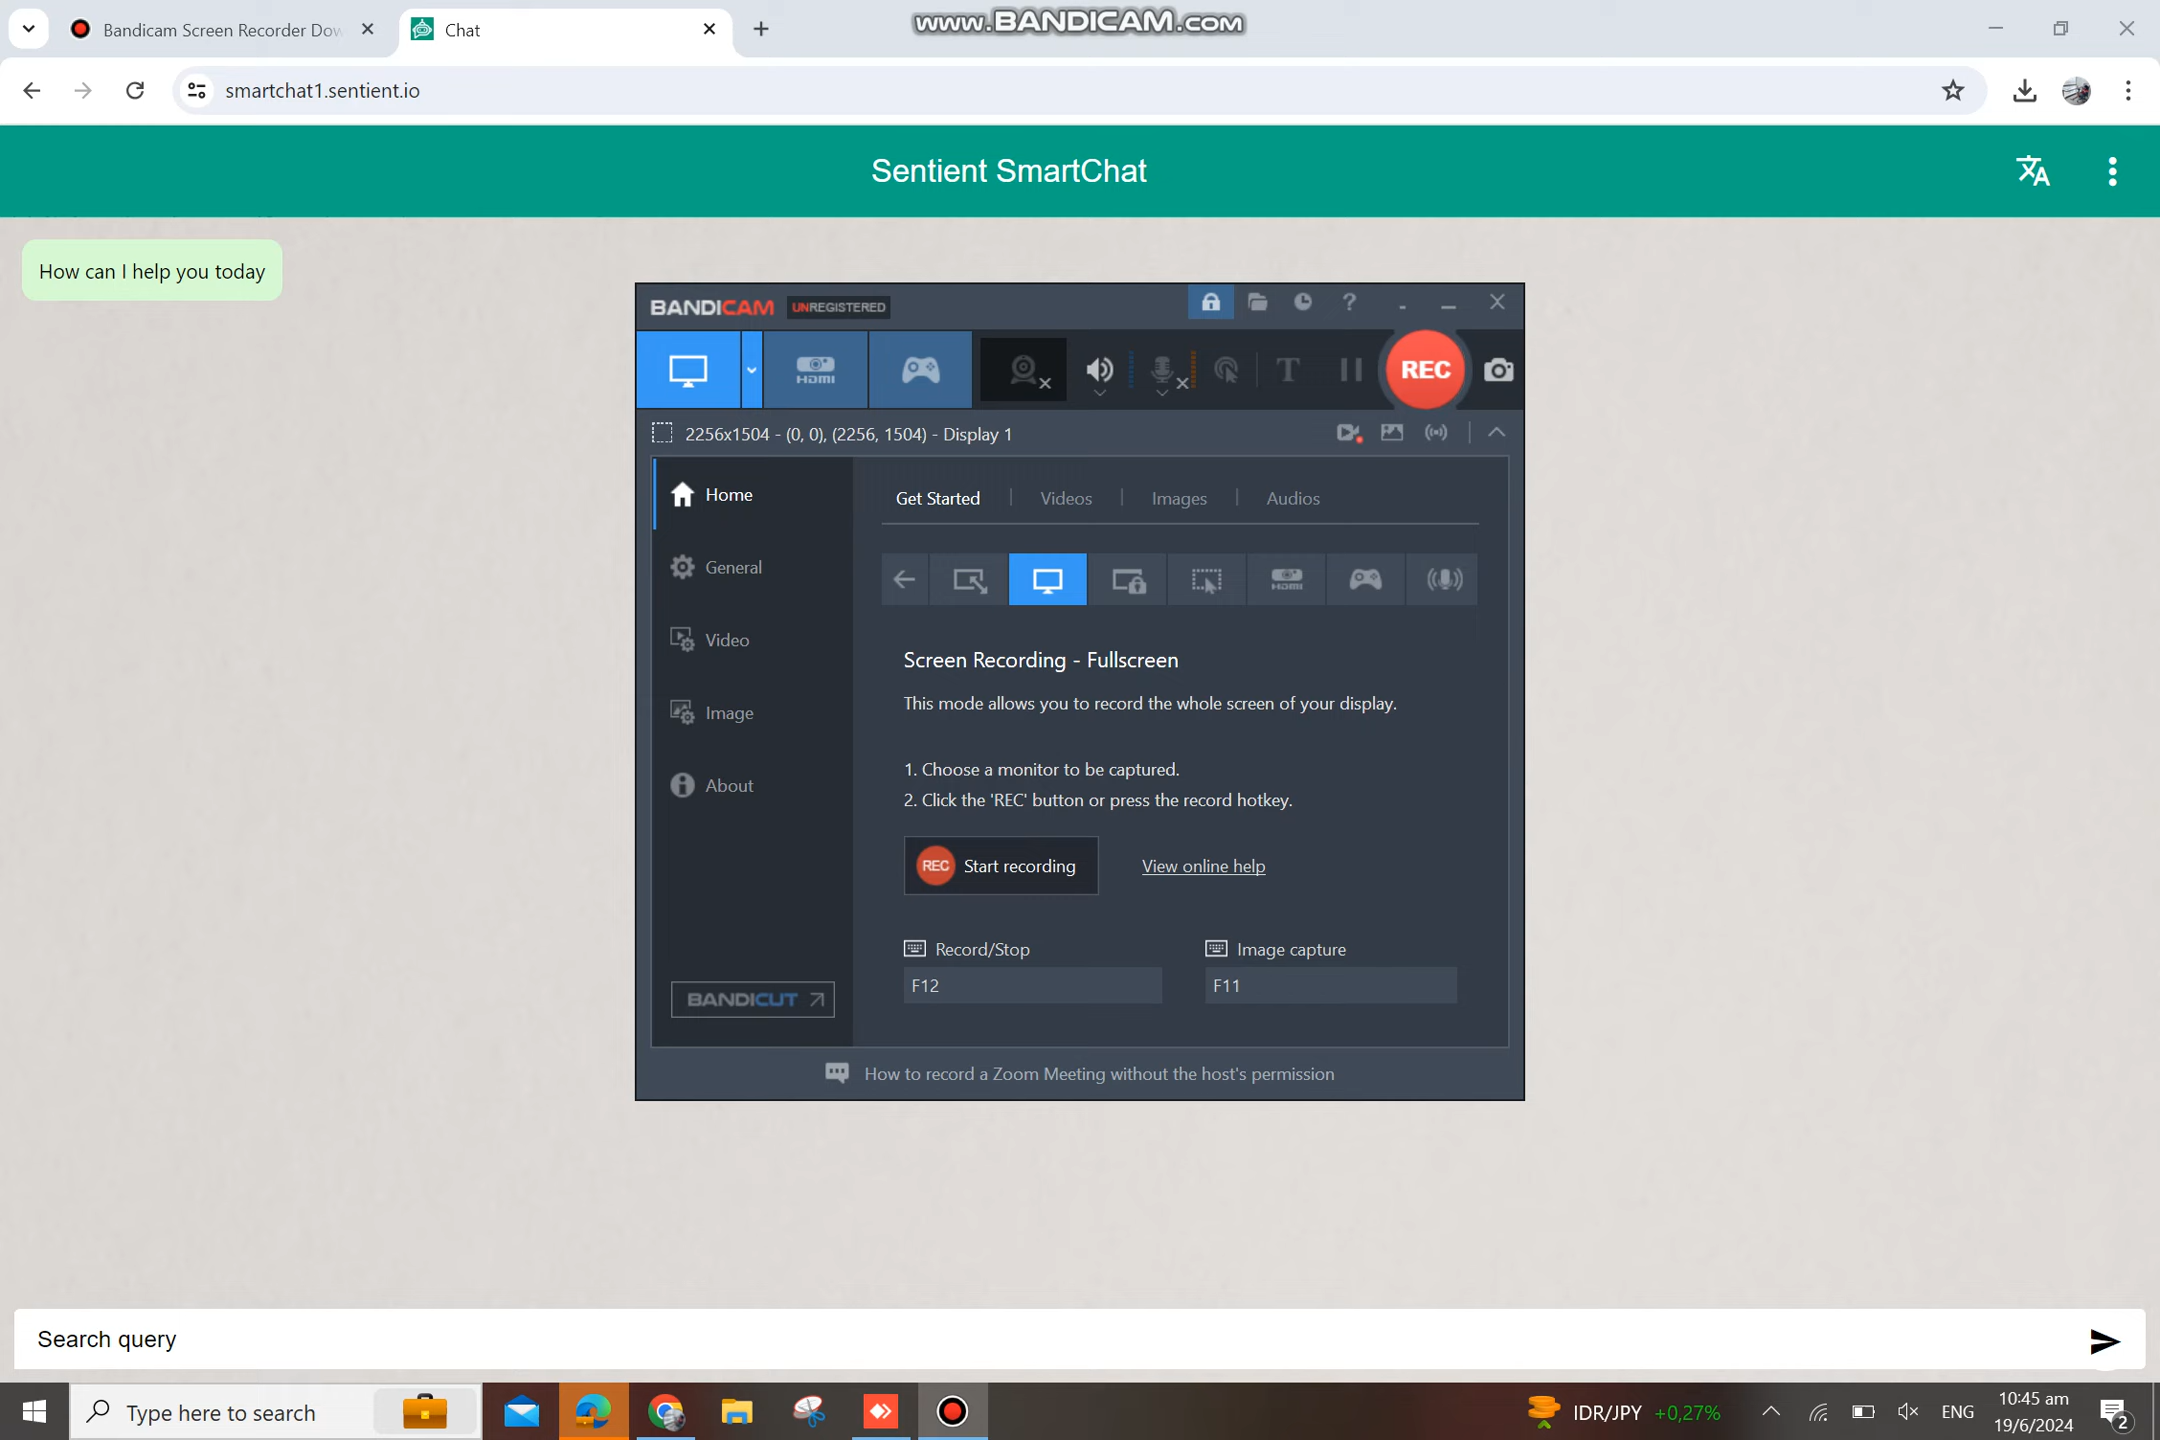 Bandicam Screen Recorder Dow
Chat
www.BANDICAM.com
smartchat1.sentient.io
Sentient SmartChat
How can I help you today
BANDICAM UNREGISTERED
HDMI
REC
2256x1504 - (0, 0), (2256, 1504) - Display 1
Home
General
Video
Image
About
BANDICUT
Get Started
Videos
Images
Audios
HDMI
Screen Recording - Fullscreen
This mode allows you to record the whole screen of your display.
1. Choose a monitor to be captured.
2. Click the 'REC' button or press the record hotkey.
REC Start recording
View online help
Record/Stop
Image capture
F12
F11
How to record a Zoom Meeting without the host's permission
Search query
Type here to search
IDR/JPY +0,27%
ENG
10:45 am
19/6/2024
2